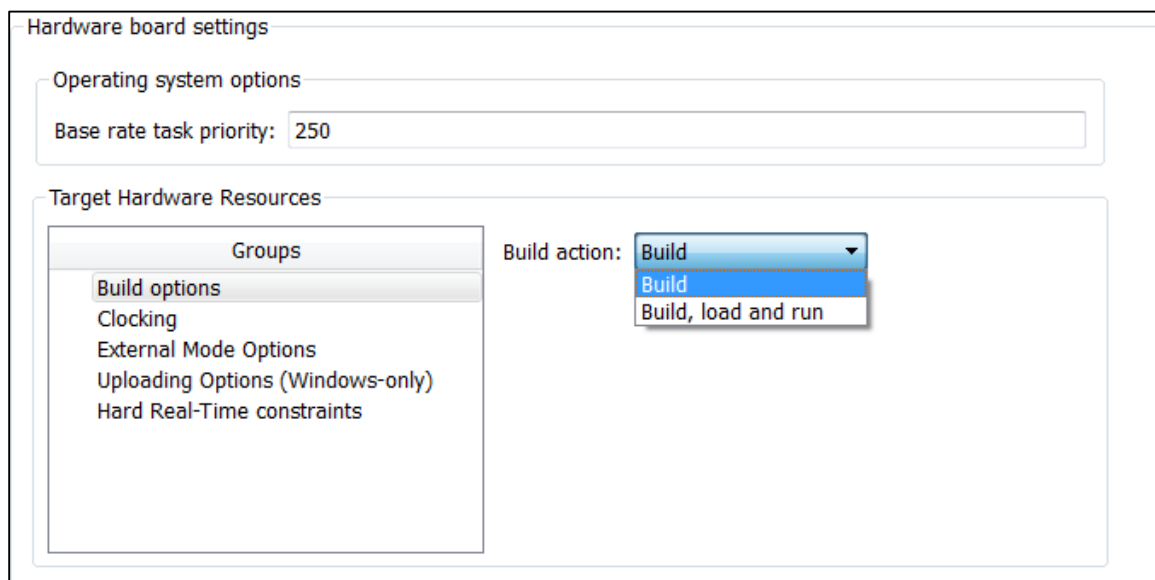 Hardware board settings
Operating system options
Base rate task priority: 250
Target Hardware Resources
Groups
Build options
Clocking
External Mode Options
Uploading Options (Windows-only)
Hard Real-Time constraints
Build action: Build
Build
Build, load and run